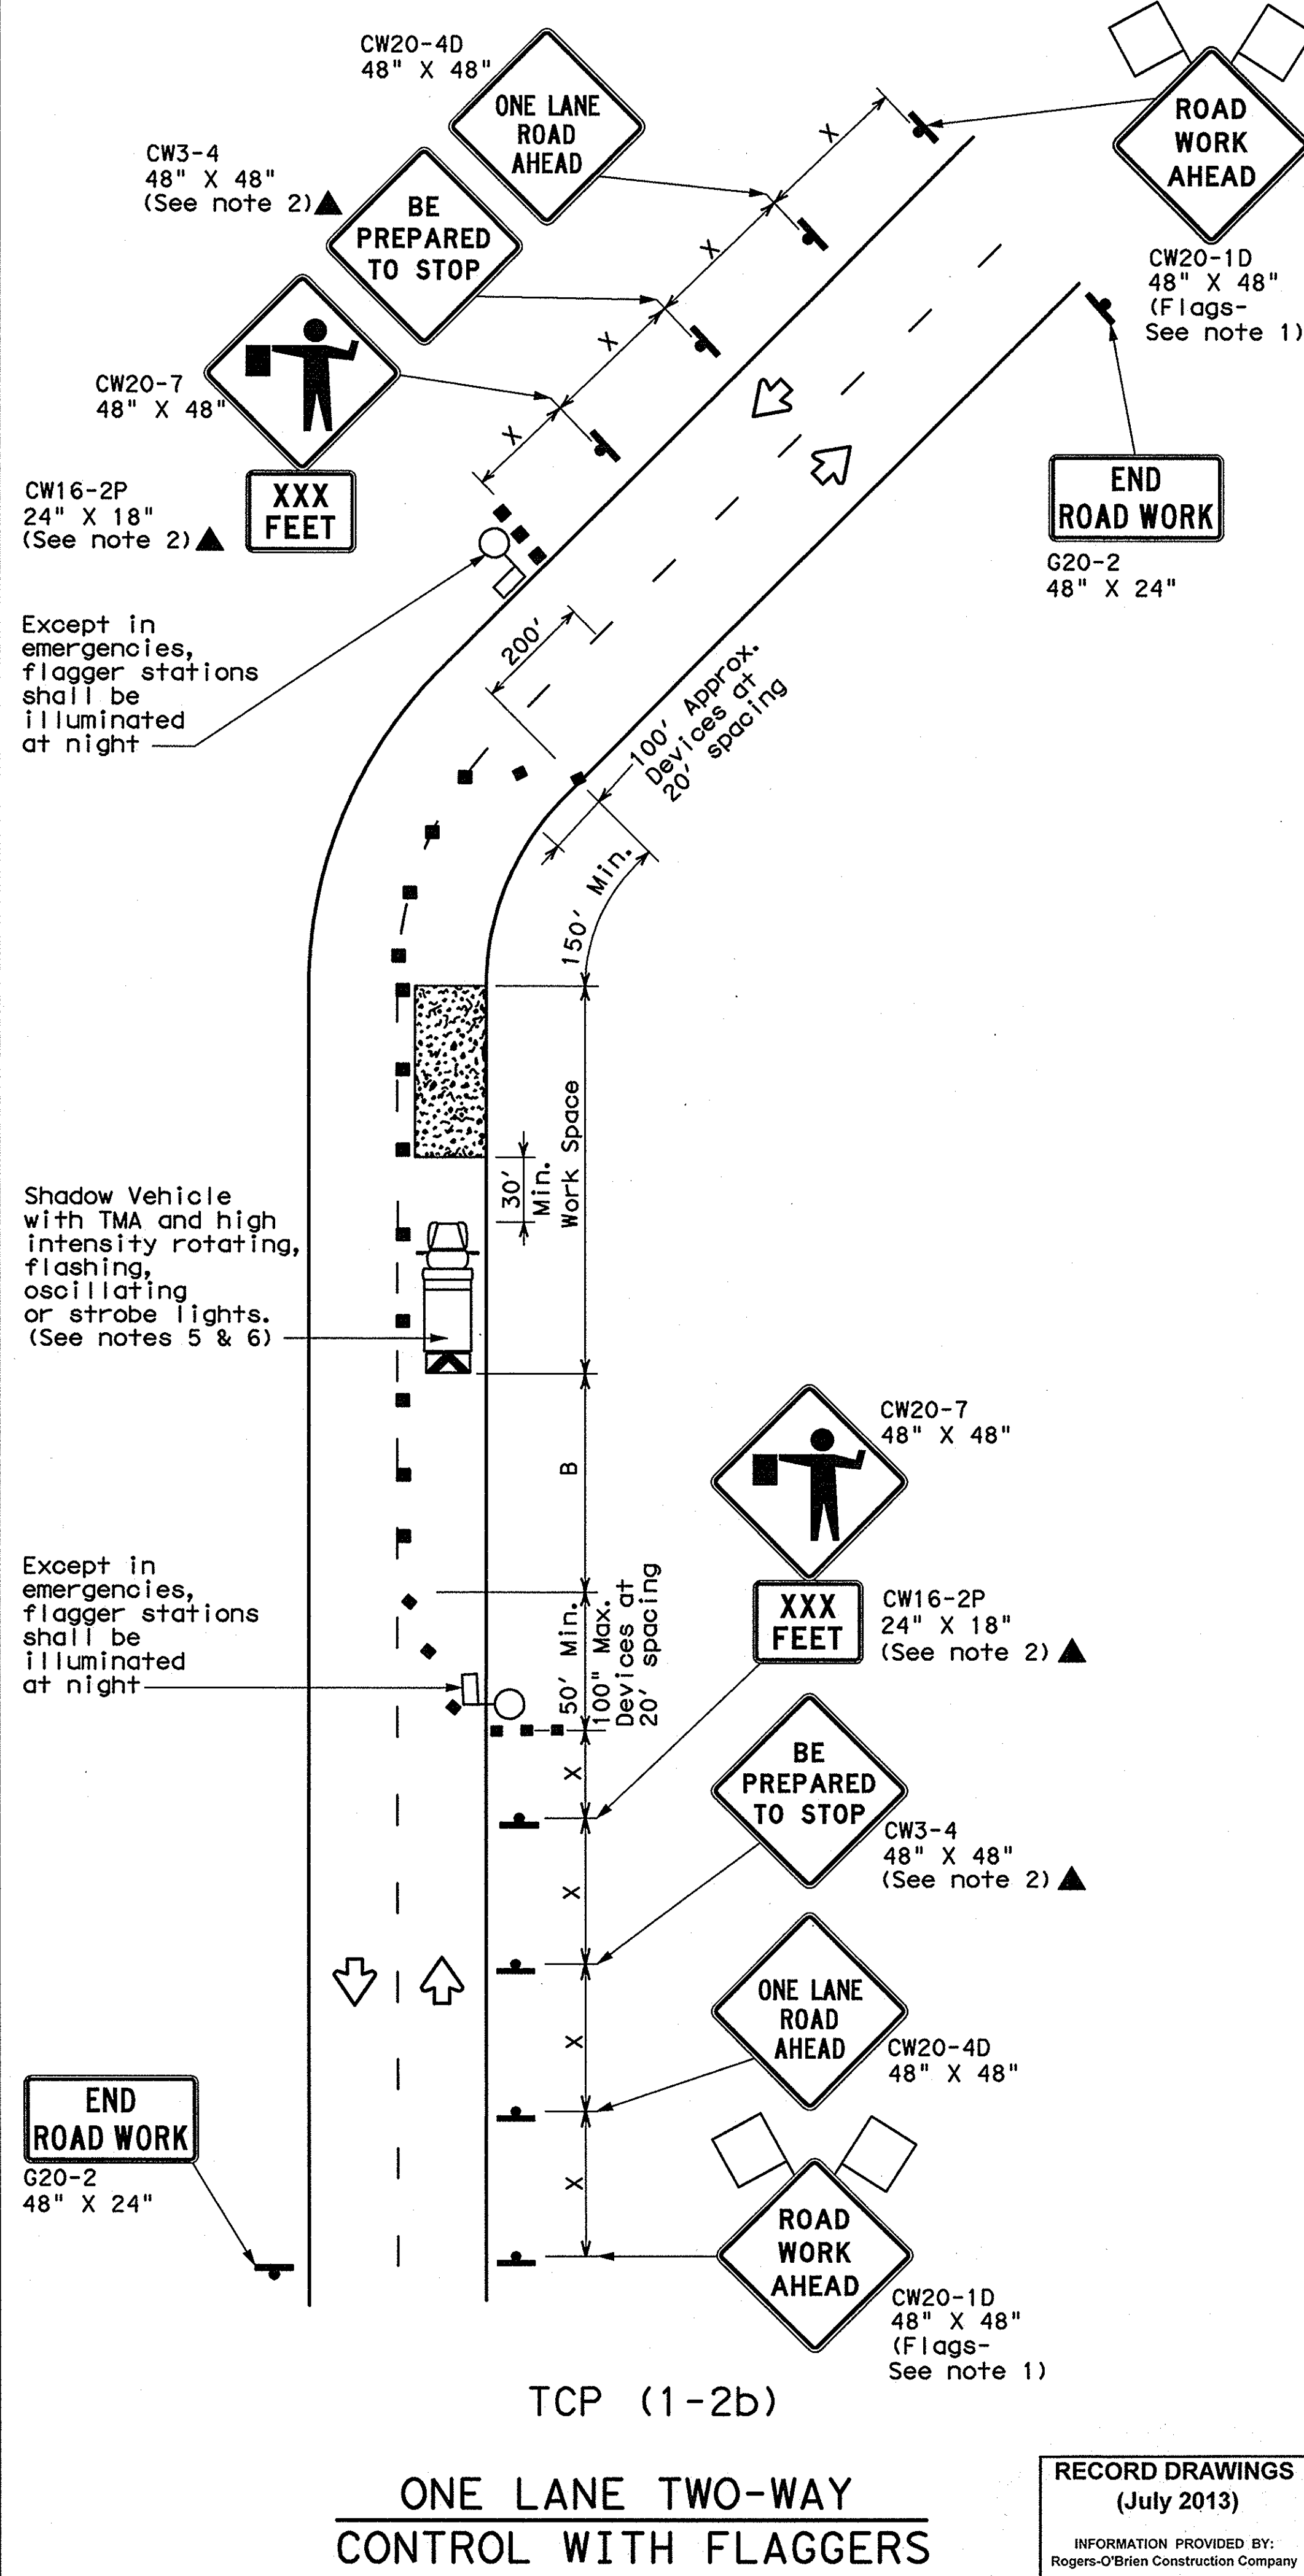 CW20-4D
48" X 48"
ONE LANE
ROAD
AHEAD
ROAD
WORK
AHEAD
CW20-1D
48" X 48"
(Flags-
See note 1)
CW3-4
48" X 48"
(See note 2)
BE
PREPARED
TO STOP
X
X
X
X
CW20-7
48" X 48"
CW16-2P
24" X 18"
(See note 2)
XXX
FEET
END
ROAD WORK
G20-2
48" X 24"
Except in
emergencies,
flagger stations
shall be
illuminated
at night
200'
100' Approx.
Devices at
20' spacing
150' Min.
Work Space
30'
Min.
Shadow Vehicle
with TMA and high
intensity rotating,
flashing,
oscillating
or strobe lights.
(See notes 5 & 6)
B
CW20-7
48" X 48"
Except in
emergencies,
flagger stations
shall be
illuminated
at night
50' Min.
100" Max.
Devices at
20' spacing
XXX
FEET
CW16-2P
24" X 18"
(See note 2)
X
BE
PREPARED
TO STOP
CW3-4
48" X 48"
(See note 2)
X
ONE LANE
ROAD
AHEAD
CW20-4D
48" X 48"
X
END
ROAD WORK
G20-2
48" X 24"
X
ROAD
WORK
AHEAD
CW20-1D
48" X 48"
(Flags-
See note 1)
TCP (1-2b)
ONE LANE TWO-WAY
CONTROL WITH FLAGGERS
RECORD DRAWINGS
(July 2013)
INFORMATION PROVIDED BY:
Rogers-O'Brien Construction Company